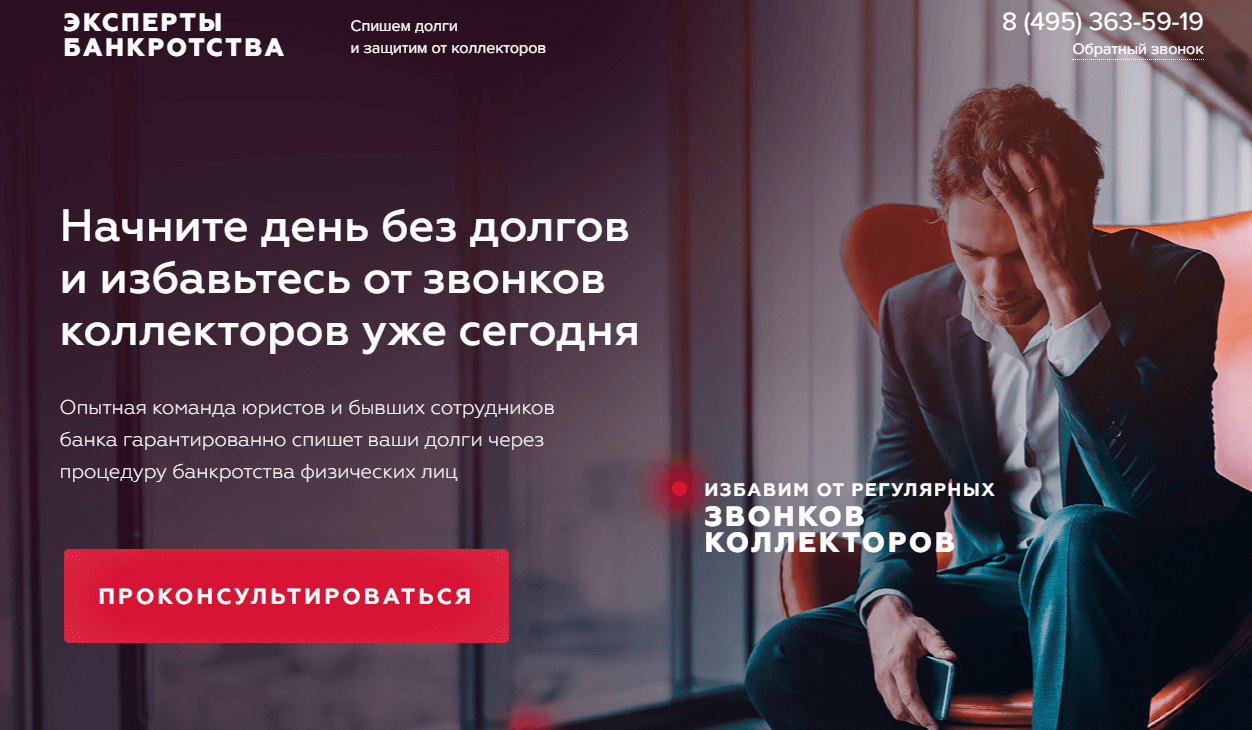 ЭКСПЕРТЫ
БАНКРОТСТВА
Спишем долги
и защитим от коллекторов
8 (495) 363-59-19
Обратный звонок
Начните день без долгов
и избавьтесь от звонков
коллекторов уже сегодня
Опытная команда юристов и бывших сотрудников
банка гарантированно спишет ваши долги через
процедуру банкротства физических лиц
ИЗБАВИМ ОТ РЕГУЛЯРНЫХ
ЗВОНКОВ
КОЛЛЕКТОРОВ
ПРОКОНСУЛЬТИРОВАТЬСЯ